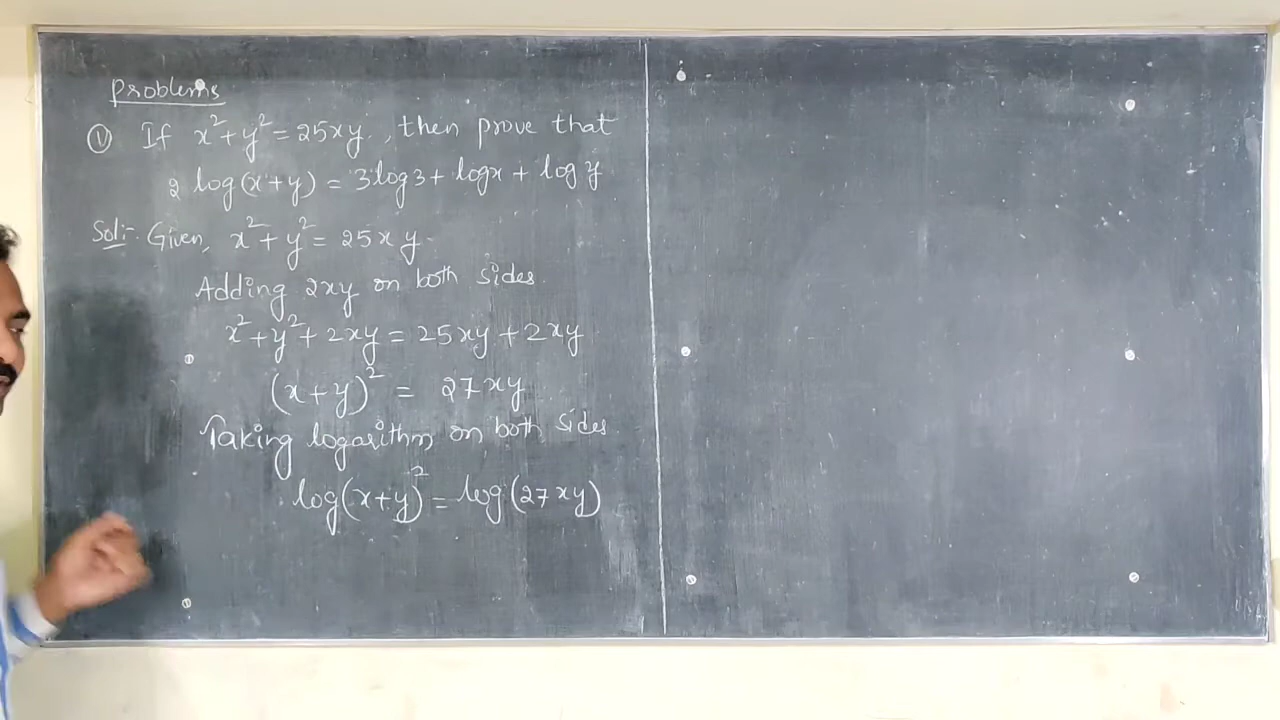 Problems
① If x²+y²=25xy, then prove that
2 log(x+y) = 3log3+ logx + log y
Sol:- Given, x²+y²= 25xy
Adding 2xy on both sides.
x²+y²+2xy = 25xy+2xy
(x+y)² = 27xy
Taking logarithm on both sides
log(x+y)² = log(27xy)